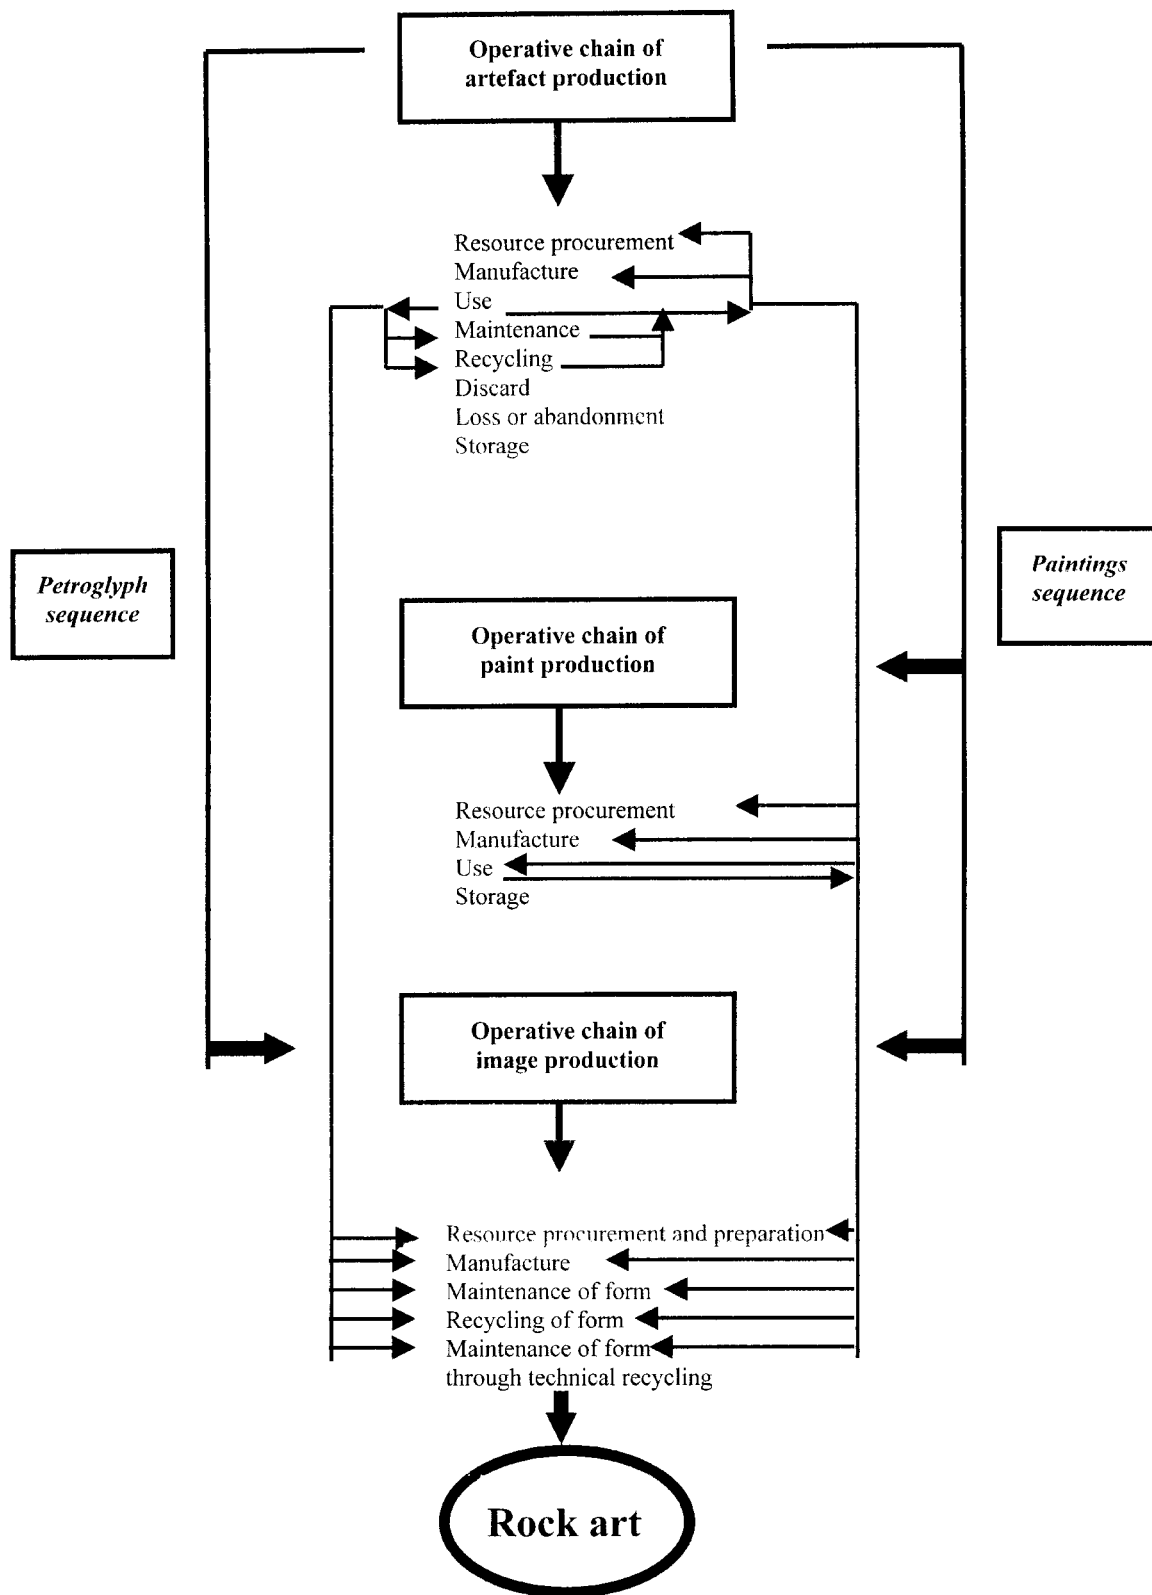 Operative chain of
artefact production
Resource procurement
Manufacture
Use
Maintenance
Recycling
Discard
Loss or abandonment
Storage
Petroglyph
sequence
Paintings
sequence
Operative chain of
paint production
Resource procurement
Manufacture
Use
Storage
Operative chain of
image production
Resource procurement and preparation
Manufacture
Maintenance of form
Recycling of form
Maintenance of form
through technical recycling
Rock art